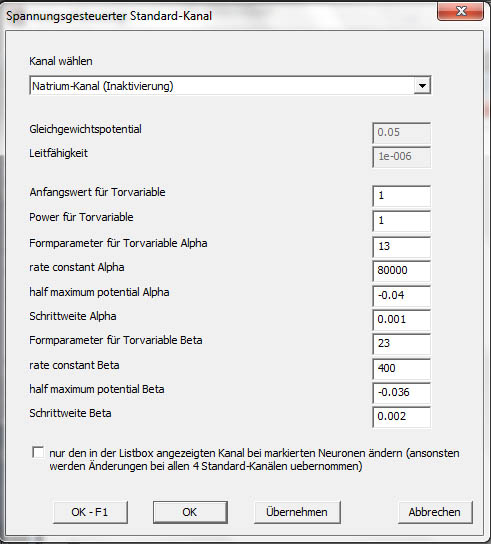 Spannungsgesteuerter Standard-Kanal
Kanal wählen
Natrium-Kanal (Inaktivierung)
Gleichgewichtspotential 0.05
Leitfähigkeit 1e-006
Anfangswert für Torvariable 1
Power für Torvariable 1
Formparameter für Torvariable Alpha 13
rate constant Alpha 80000
half maximum potential Alpha -0.04
Schrittweite Alpha 0.001
Formparameter für Torvariable Beta 23
rate constant Beta 400
half maximum potential Beta -0.036
Schrittweite Beta 0.002
nur den in der Listbox angezeigten Kanal bei markierten Neuronen ändern (ansonsten
werden Änderungen bei allen 4 Standard-Kanälen uebernommen)
OK - F1 OK Übernehmen Abbrechen